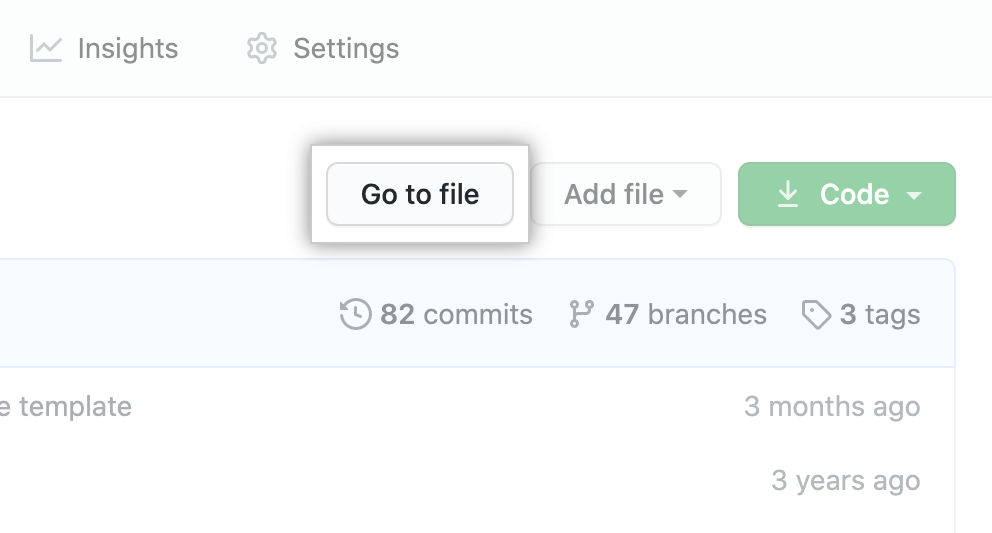 Insights Settings
Go to file Add file Code
82 commits 47 branches 3 tags
e template 3 months ago
3 years ago